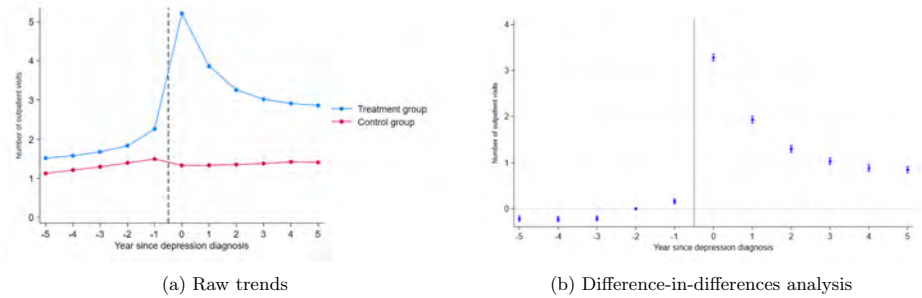 Number of outpatient visits
5
4
3
2
1
0
-5 -4 -3 -2 -1 0 1 2 3 4 5
Year since depression diagnosis
Treatment group
Control group
(a) Raw trends
Number of outpatient visits
4
3
2
1
0
-5 -4 -3 -2 -1 0 1 2 3 4 5
Year since depression diagnosis
(b) Difference-in-differences analysis